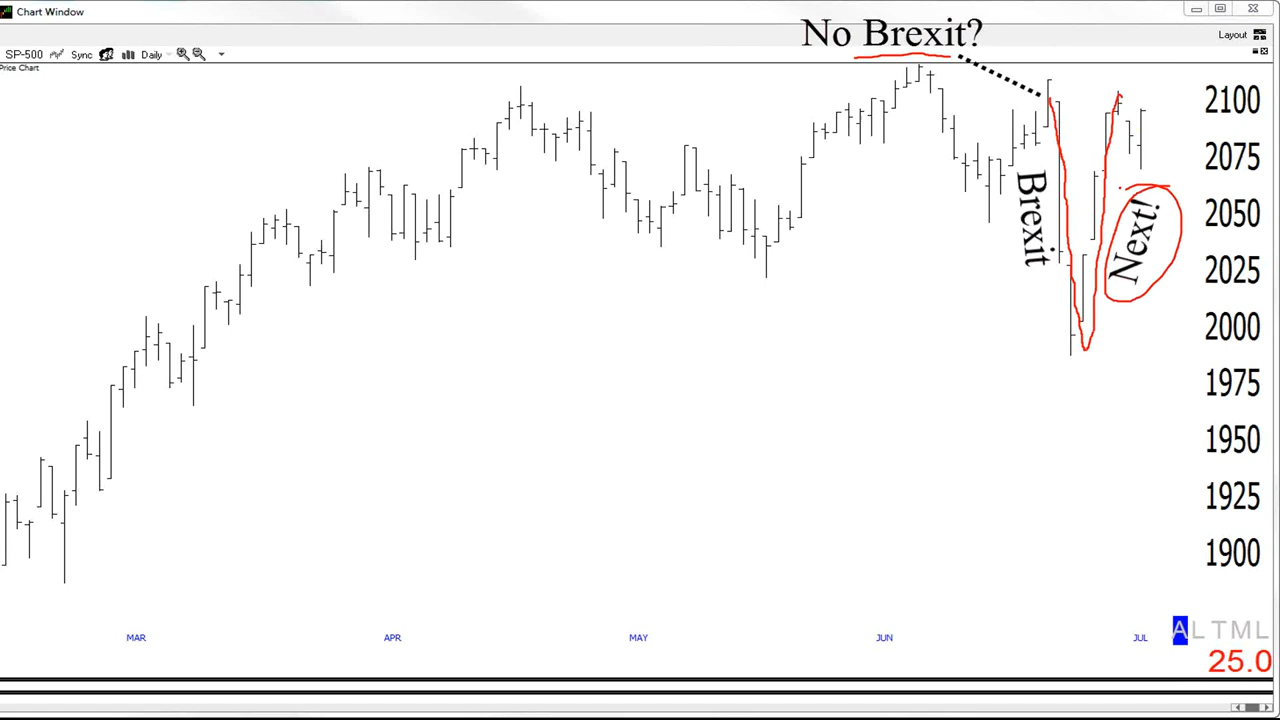 Chart Window
No Brexit?
Layout
SP-500 Sync Daily
Price Chart
2100
2075
2050
2025
2000
1975
1950
1925
1900
Brexit
Next!
MAR APR MAY JUN JUL
ALTML
25.0